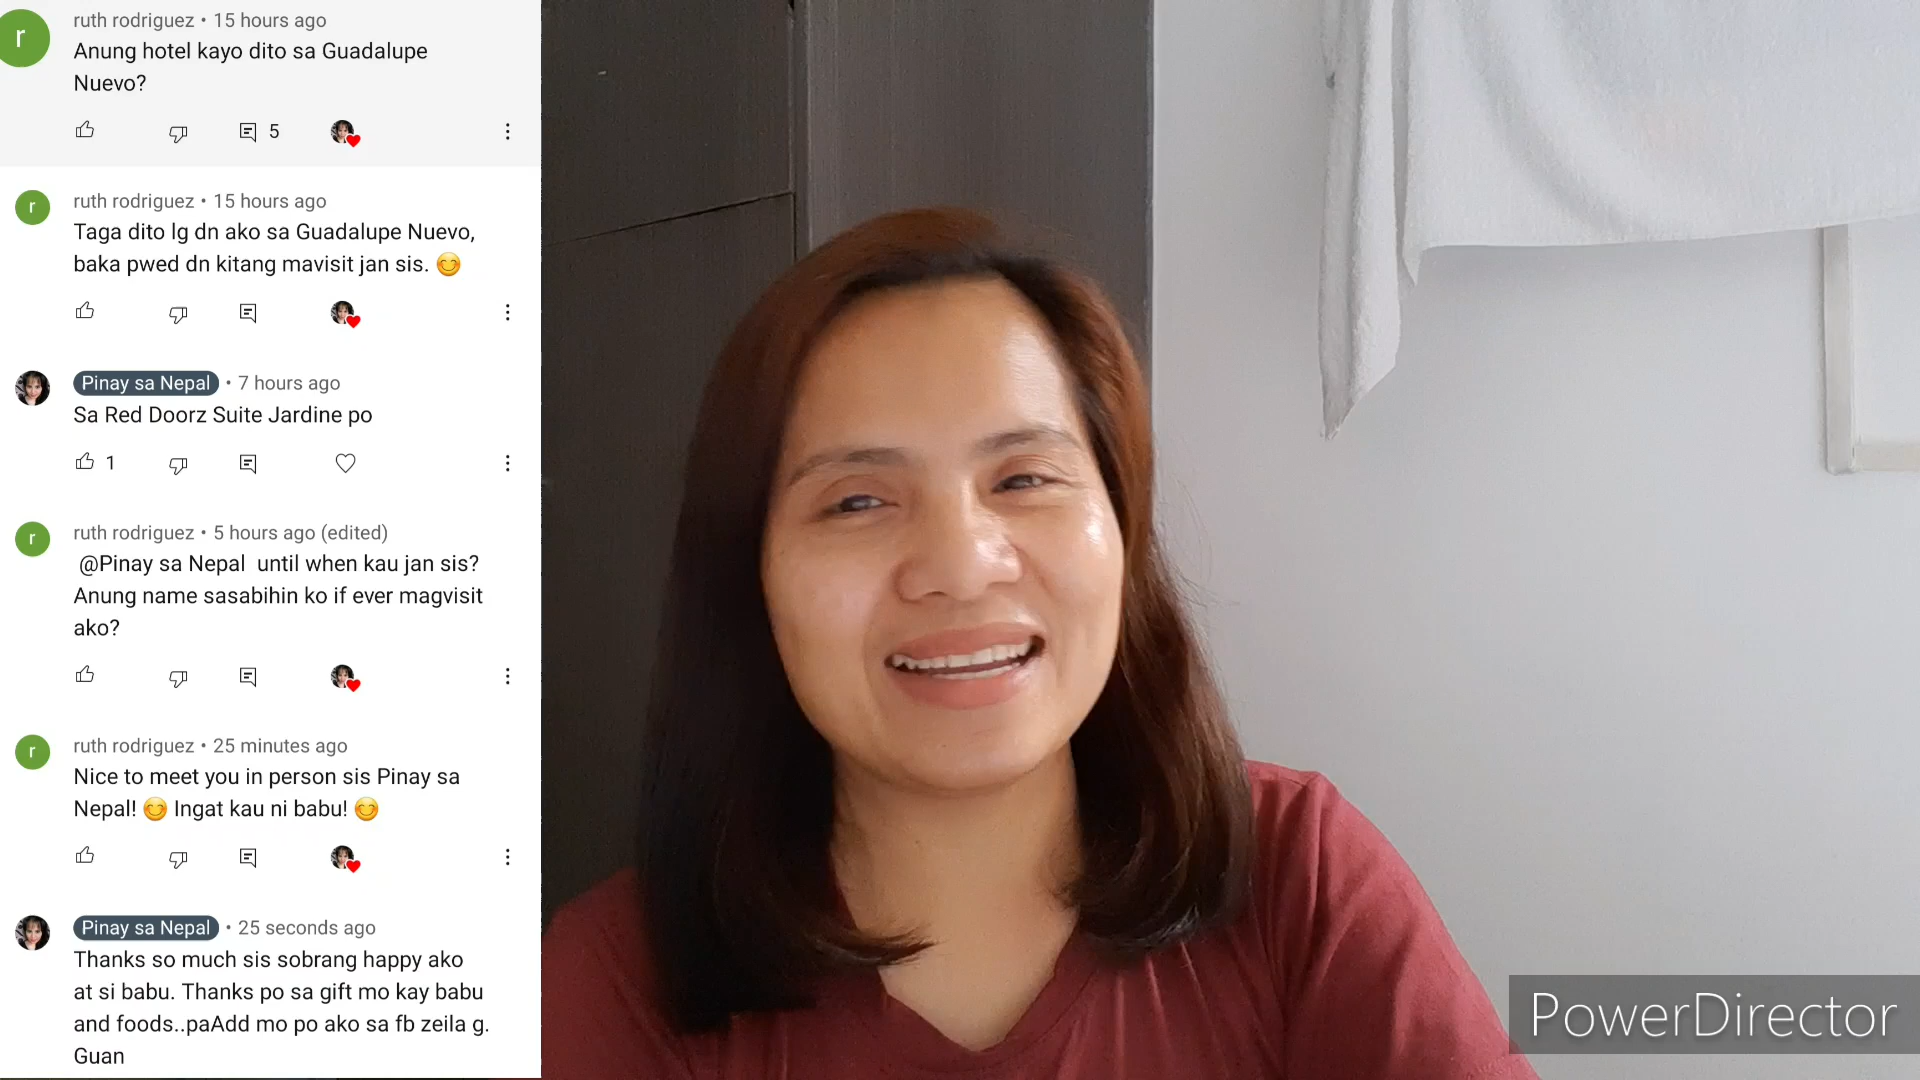 r
ruth rodriguez • 15 hours ago
Anung hotel kayo dito sa Guadalupe
Nuevo?
5
r
ruth rodriguez • 15 hours ago
Taga dito lg dn ako sa Guadalupe Nuevo,
baka pwed dn kitang mavisit jan sis. 😊
Pinay sa Nepal • 7 hours ago
Sa Red Doorz Suite Jardine po
1
r
ruth rodriguez • 5 hours ago (edited)
@Pinay sa Nepal until when kau jan sis?
Anung name sasabihin ko if ever magvisit
ako?
r
ruth rodriguez • 25 minutes ago
Nice to meet you in person sis Pinay sa
Nepal! 😊 Ingat kau ni babu! 😊
Pinay sa Nepal • 25 seconds ago
Thanks so much sis sobrang happy ako
at si babu. Thanks po sa gift mo kay babu
and foods..paAdd mo po ako sa fb zeila g.
Guan
PowerDirector